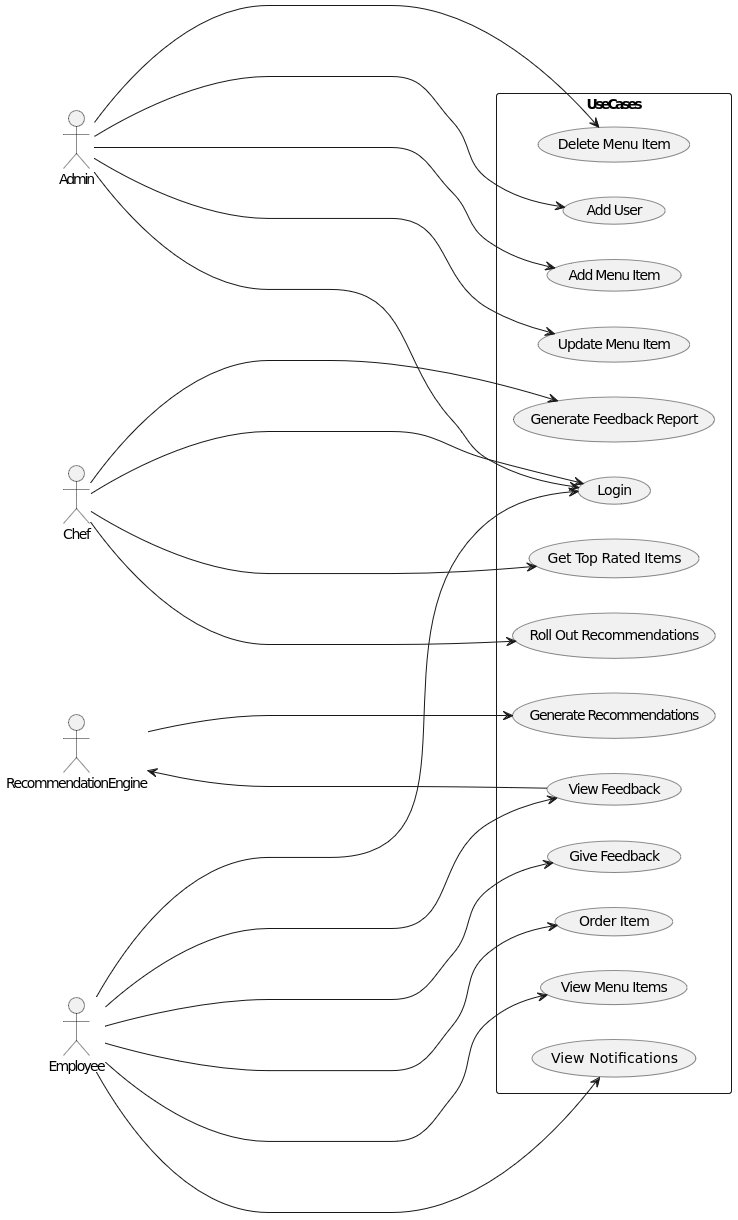 UseCases
Delete Menu Item
Admin
Add User
Add Menu Item
Update Menu Item
Generate Feedback Report
Login
Chef
Get Top Rated Items
Roll Out Recommendations
Generate Recommendations
RecommendationEngine
View Feedback
Give Feedback
Order Item
View Menu Items
View Notifications
Employee